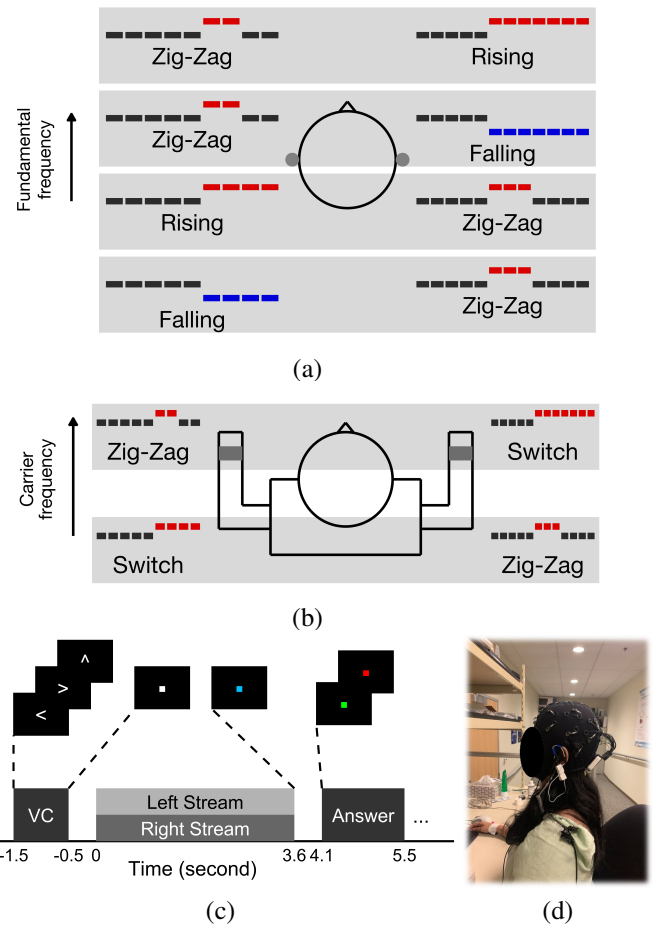 Zig-Zag
Rising
Zig-Zag
Falling
Rising
Zig-Zag
Falling
Zig-Zag
Fundamental
frequency
(a)
Zig-Zag
Switch
Switch
Zig-Zag
Carrier
frequency
(b)
^
>
<
VC
Left Stream
Right Stream
Answer
...
-1.5
-0.5
0
3.6
4.1
5.5
Time (second)
(c)
(d)